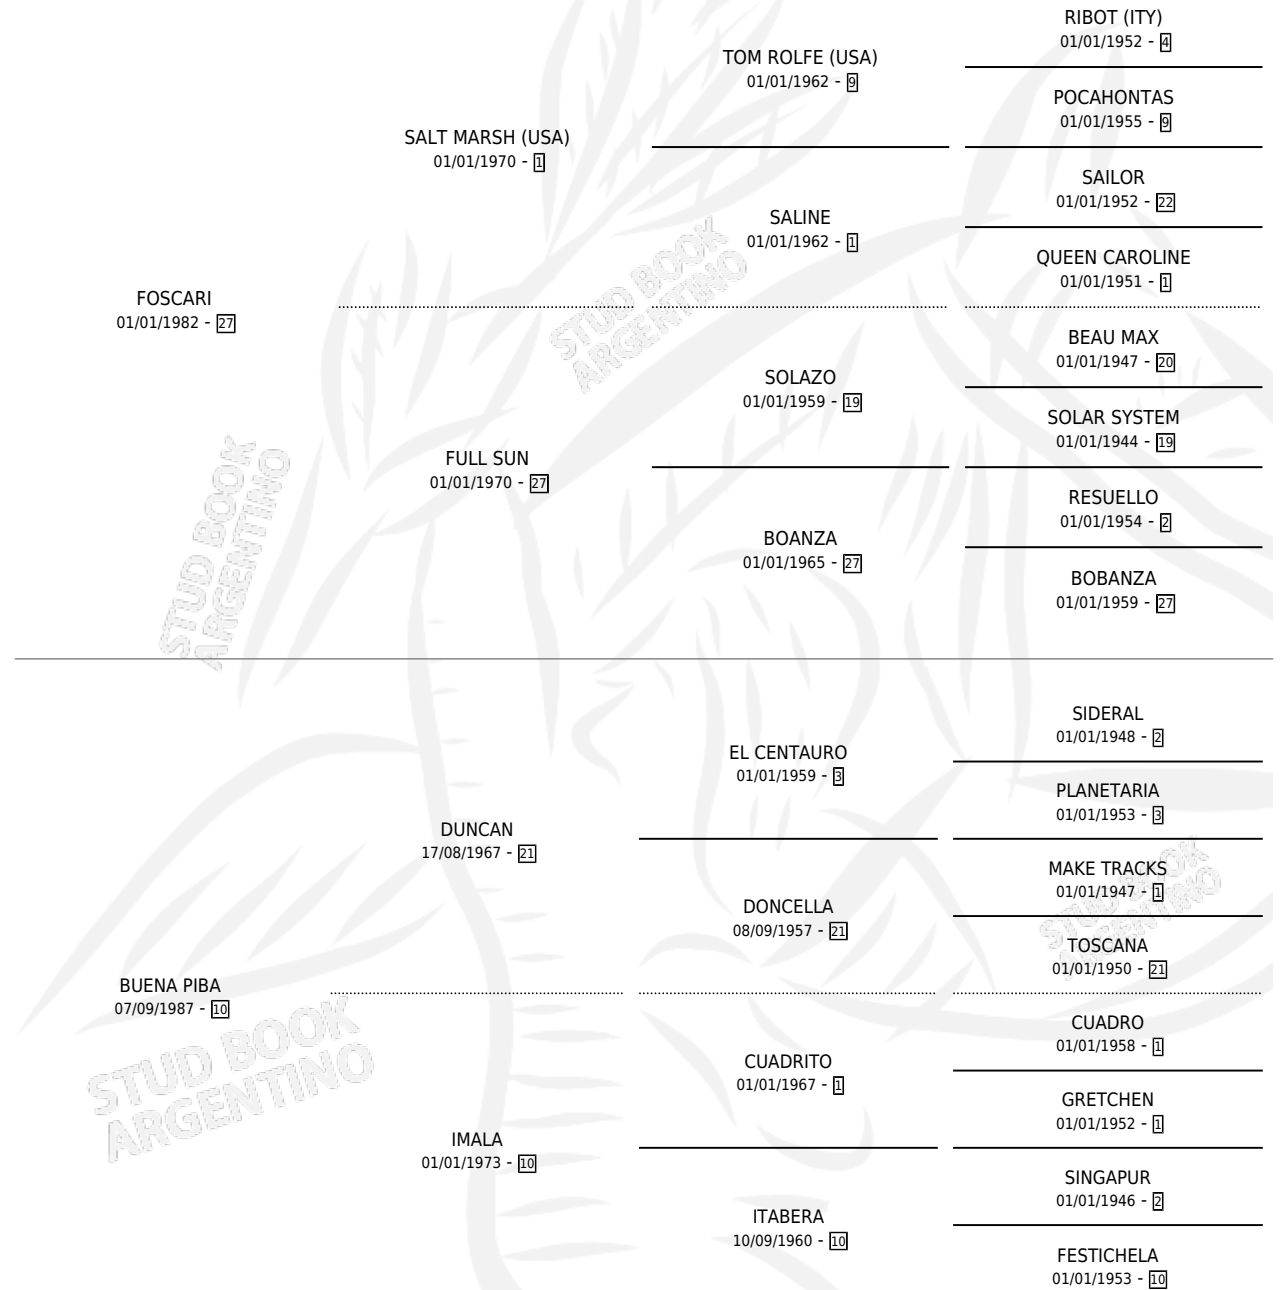 RIBOT (ITY)
01/01/1952 - 4
TOM ROLFE (USA)
01/01/1962 - 9
POCAHONTAS
01/01/1955 - 9
SALT MARSH (USA)
01/01/1970 - 1
SAILOR
01/01/1952 - 22
SALINE
01/01/1962 - 1
QUEEN CAROLINE
01/01/1951 - 1
FOSCARI
01/01/1982 - 27
BEAU MAX
01/01/1947 - 20
SOLAZO
01/01/1959 - 19
SOLAR SYSTEM
01/01/1944 - 19
FULL SUN
01/01/1970 - 27
RESUELLO
01/01/1954 - 2
BOANZA
01/01/1965 - 27
BOBANZA
01/01/1959 - 27
SIDERAL
01/01/1948 - 2
EL CENTAURO
01/01/1959 - 3
PLANETARIA
01/01/1953 - 3
DUNCAN
17/08/1967 - 21
MAKE TRACKS
01/01/1947 - 1
DONCELLA
08/09/1957 - 21
TOSCANA
01/01/1950 - 21
BUENA PIBA
07/09/1987 - 10
CUADRO
01/01/1958 - 1
CUADRITO
01/01/1967 - 1
GRETCHEN
01/01/1952 - 1
IMALA
01/01/1973 - 10
SINGAPUR
01/01/1946 - 2
ITABERA
10/09/1960 - 10
FESTICHELA
01/01/1953 - 10
STUD BOOK
ARGENTINO
STUD BOOK
ARGENTINO
STUD BOOK
ARGENTINO
STUD BOOK
ARGENTINO